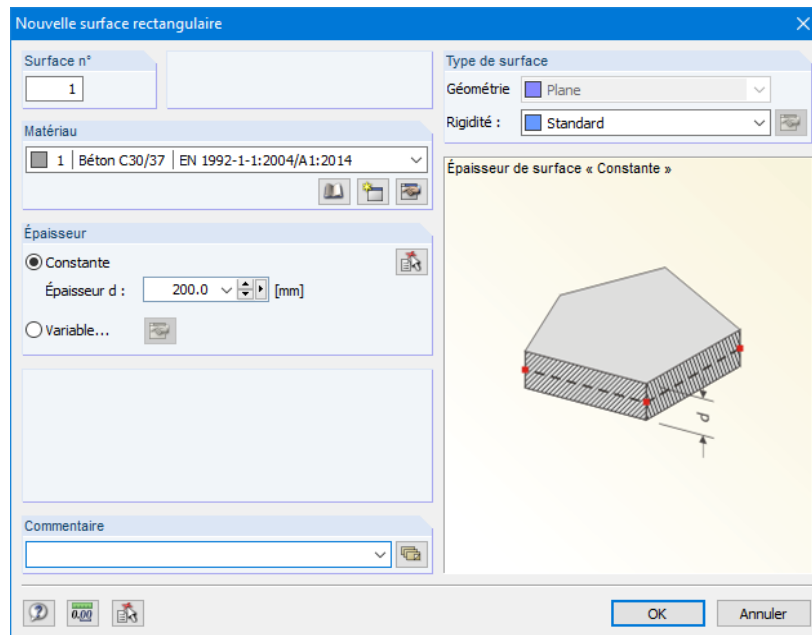 Nouvelle surface rectangulaire
Surface n°
1
Type de surface
Géométrie Plane
Rigidité : Standard
Matériau
1 Béton C30/37 EN 1992-1-1:2004/A1:2014
Épaisseur de surface « Constante »
Épaisseur
Constante
Épaisseur d : 200.0 [mm]
Variable...
d
Commentaire
0.00
OK Annuler